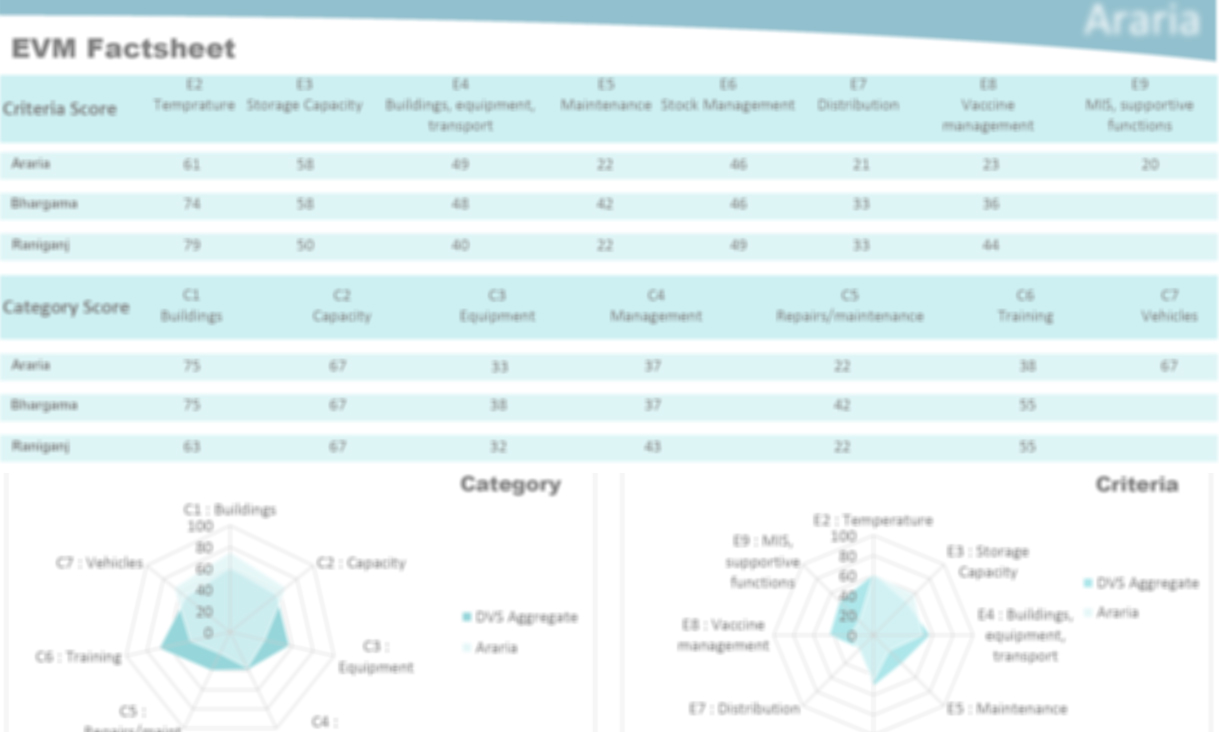 Araria
EVM Factsheet
E2 E3 E4 E5 E6 E7 E8 E9
Criteria Score Temprature Storage Capacity Buildings, equipment, Maintenance Stock Management Distribution Vaccine MIS, supportive
transport management functions
Araria 61 58 49 22 46 21 23 20
Bhargama 74 58 48 42 46 33 36
Raniganj 79 50 40 22 49 33 44
C1 C2 C3 C4 C5 C6 C7
Category Score Buildings Capacity Equipment Management Repairs/maintenance Training Vehicles
Araria 75 67 33 37 22 38 67
Bhargama 75 67 38 37 42 55
Raniganj 63 67 32 43 22 55
Category
C1 : Buildings
100
80
60
40
20
0
C7 : Vehicles
C2 : Capacity
C6 : Training
C3 :
Equipment
C5 :
Repairs/maint
C4 :
DVS Aggregate
Araria
Criteria
E2 : Temperature
100
80
60
40
20
0
E9 : MIS,
supportive
functions
E3 : Storage
Capacity
E8 : Vaccine
management
E4 : Buildings,
equipment,
transport
E7 : Distribution
E5 : Maintenance
DVS Aggregate
Araria